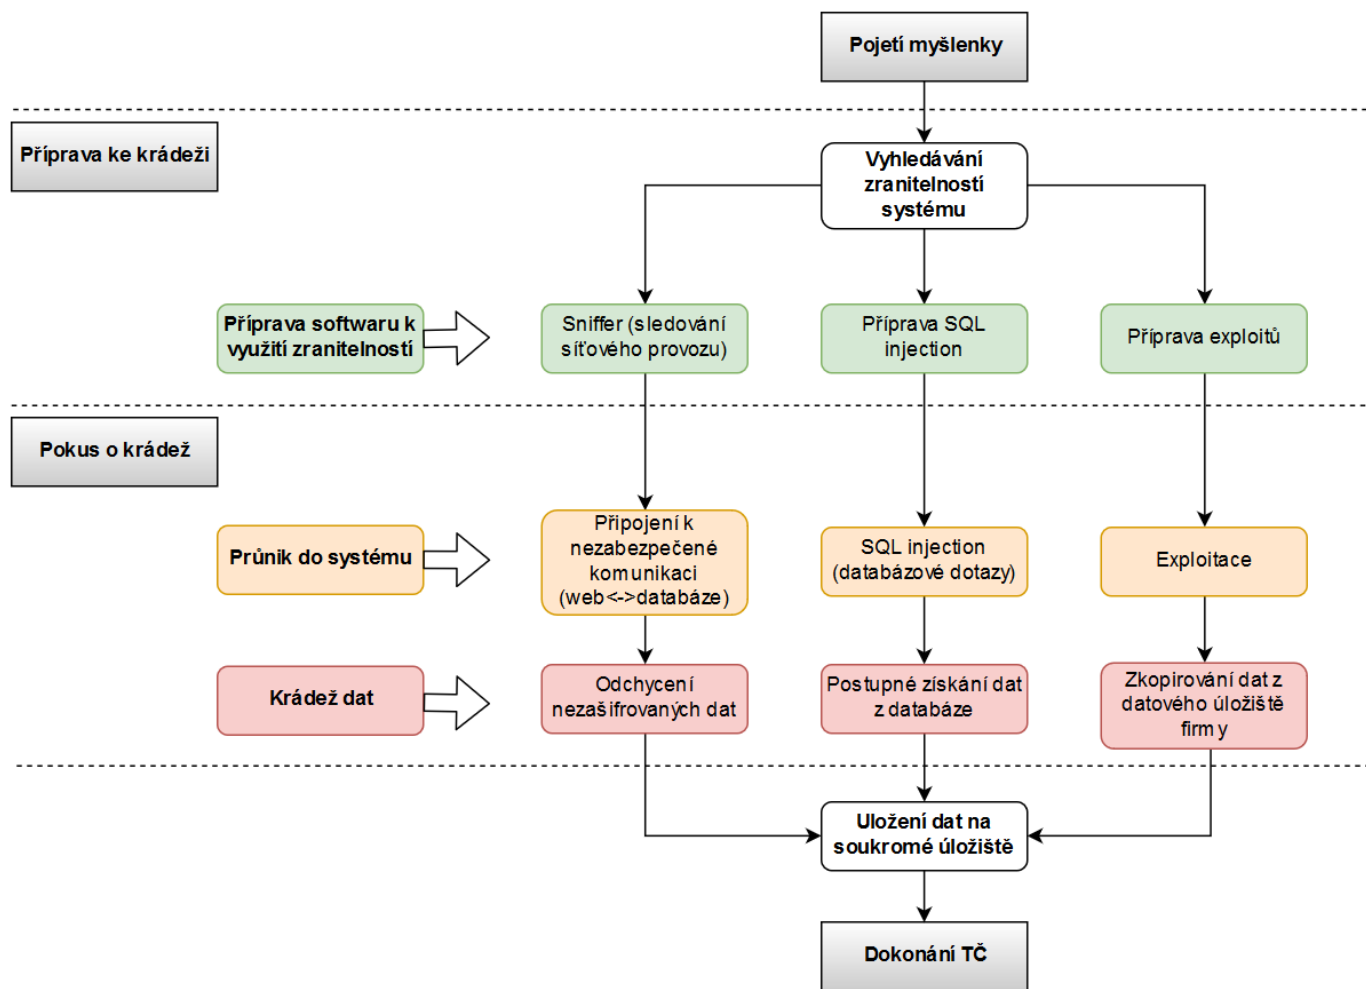 Pojetí myšlenky
Příprava ke krádeži
Vyhledávání
zranitelností
systému
Příprava softwaru k
využití zranitelností
Sniffer (sledování
síťového provozu)
Příprava SQL
injection
Příprava exploitů
Pokus o krádež
Průnik do systému
Připojení k
nezabezpečené
komunikaci
(web<->databáze)
SQL injection
(databázové dotazy)
Exploitace
Krádež dat
Odchycení
nezašifrovaných dat
Postupné získání dat
z databáze
Zkopirování dat z
datového úložiště
firmy
Uložení dat na
soukromé úložiště
Dokonání TČ